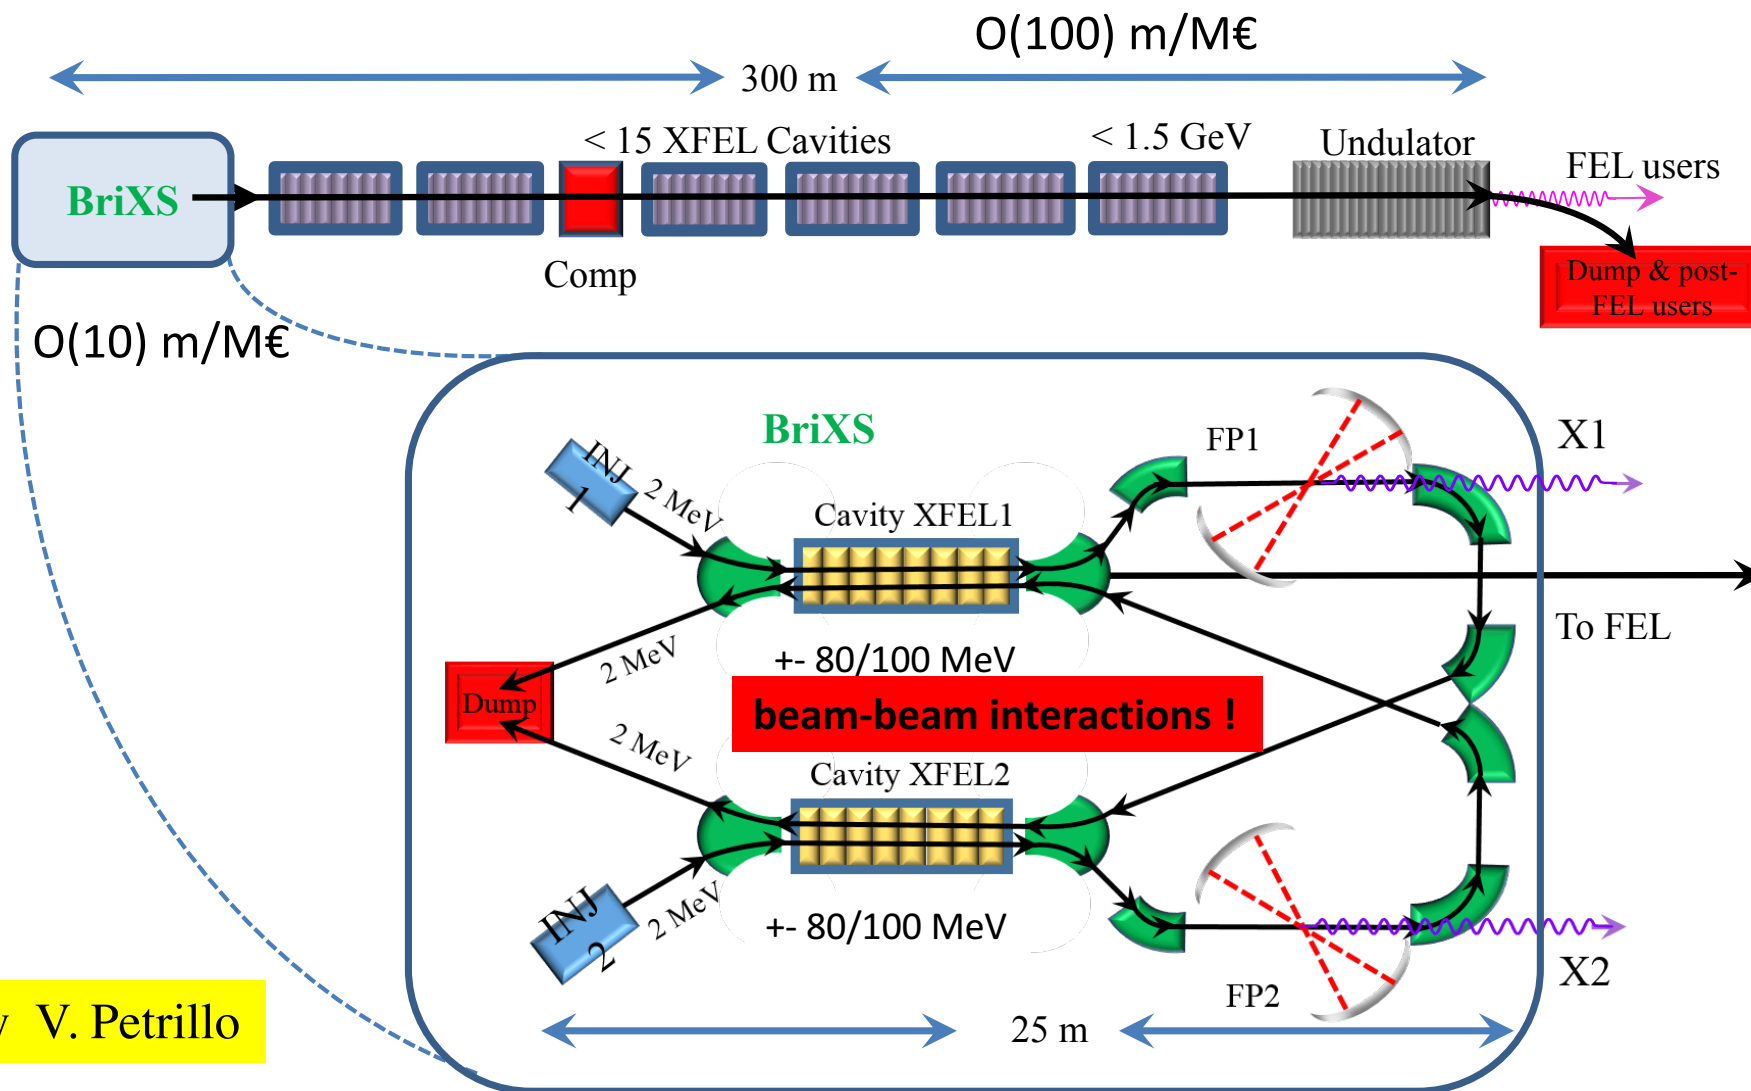 O(100) m/M€
300 m
< 15 XFEL Cavities
< 1.5 GeV
Undulator
FEL users
BriXS
Comp
Dump & post-
FEL users
O(10) m/M€
BriXS
FP1
X1
INJ
1
2 MeV
Cavity XFEL1
To FEL
2 MeV
+- 80/100 MeV
Dump
beam-beam interactions !
2 MeV
Cavity XFEL2
INJ
2
2 MeV
+- 80/100 MeV
X2
FP2
V. Petrillo
25 m